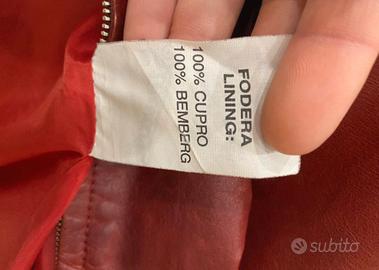 FODERA
LINING:
100% CUPRO
100% BEMBERG
subito